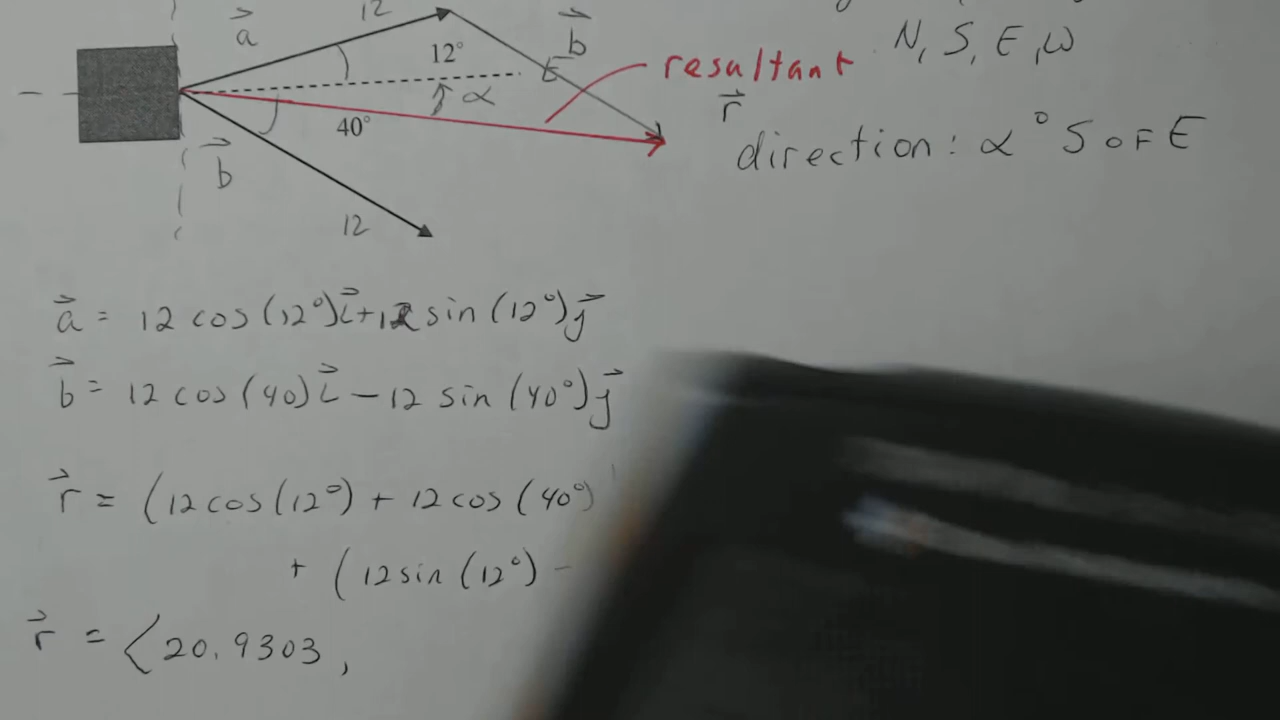 a⃗ 12
12° b⃗
E
α
resultant
r⃗
N, S, E, W
direction: α° S OF E
40°
b⃗
12
a⃗ = 12 cos (12°)i⃗ + 12 sin (12°)j⃗
b⃗ = 12 cos (40)i⃗ − 12 sin (40°)j⃗
r⃗ = (12 cos (12°) + 12 cos (40°)
+ (12 sin (12°) −
r⃗ = ⟨20.9303,